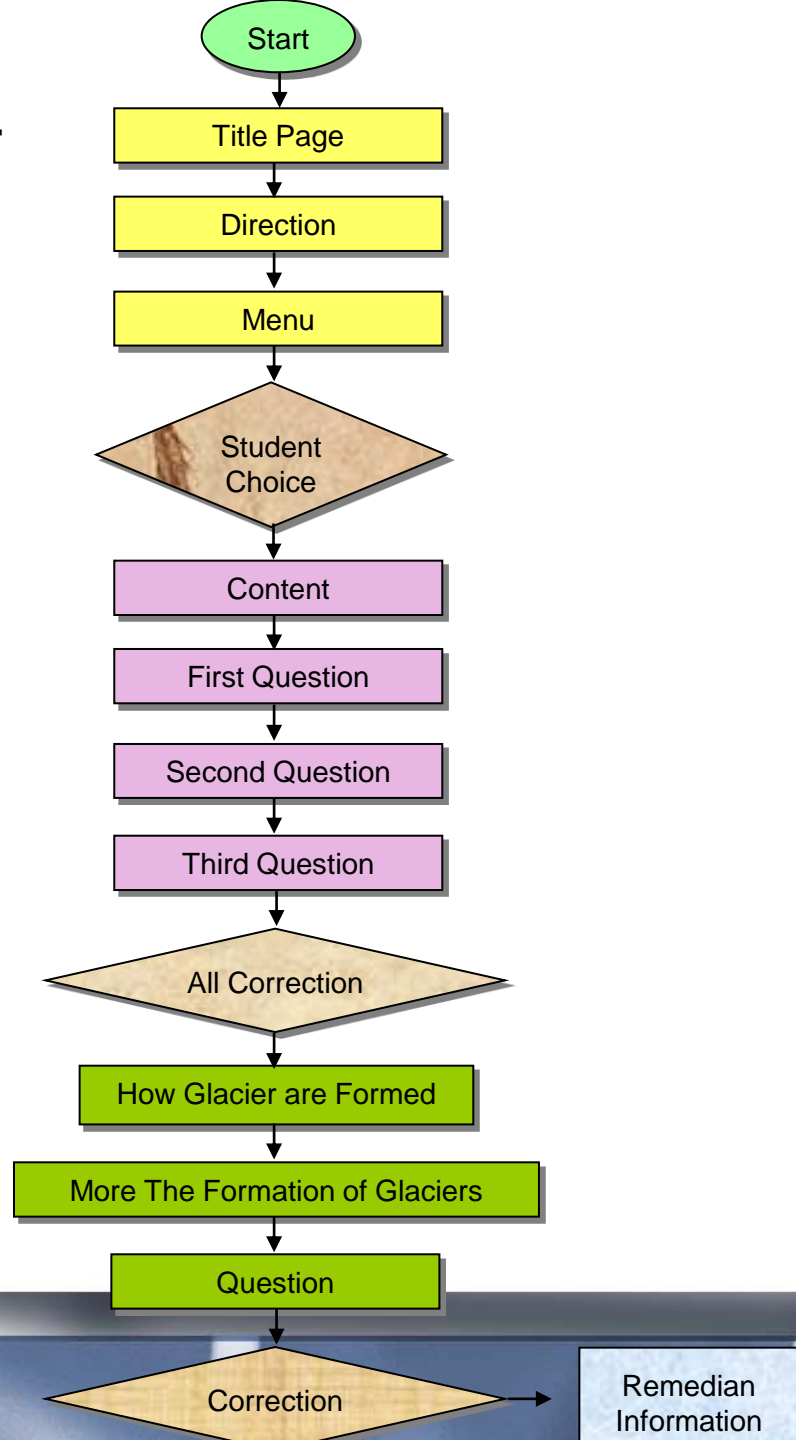 Start
Title Page
Direction
Menu
Student
Choice
Content
First Question
Second Question
Third Question
All Correction
How Glacier are Formed
More The Formation of Glaciers
Question
Correction
Remedian
Information